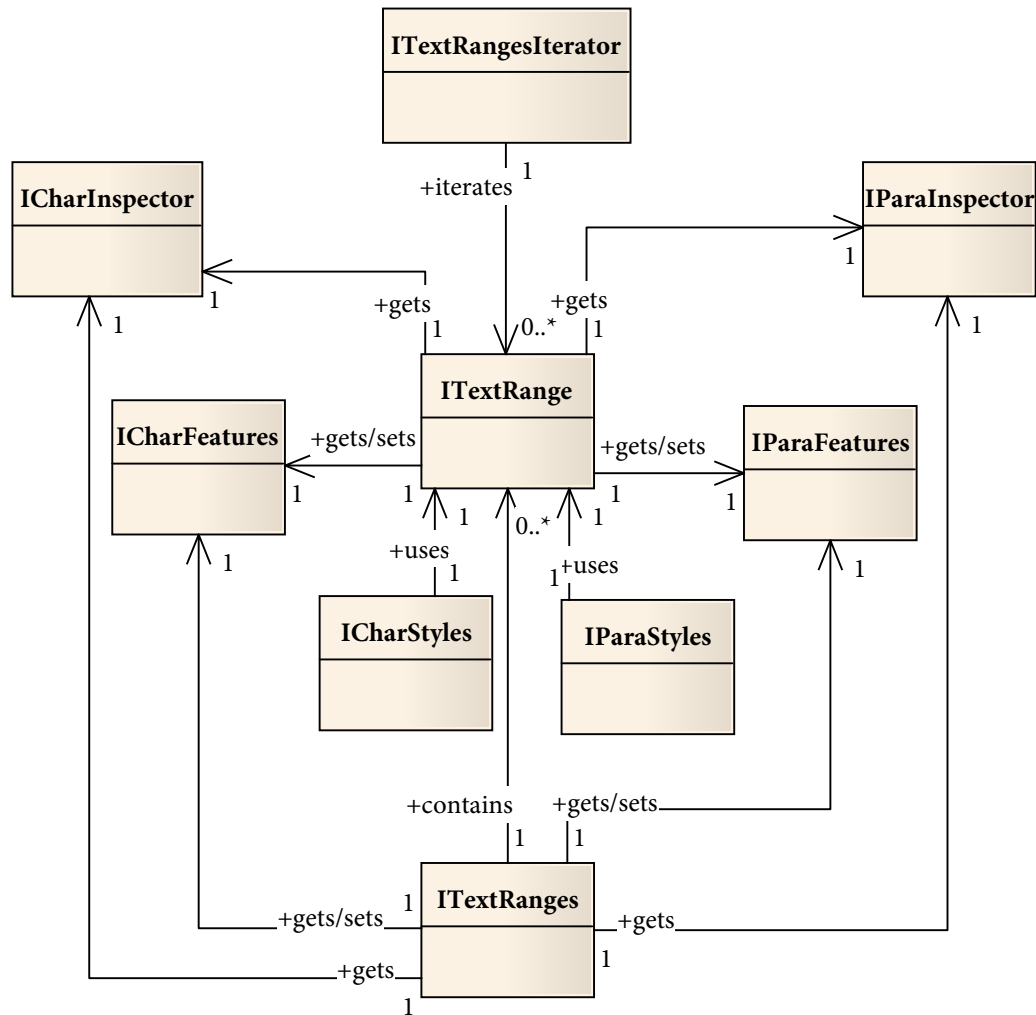 ITextRangesIterator
1
+iterates
ICharInspector
IParaInspector
1
1
+gets
+gets
1
1
1
0..*
1
1
ITextRange
ICharFeatures
IParaFeatures
+gets/sets
+gets/sets
1
1
1
1
1
0..*
1
+uses
+uses
1
1
1
1
ICharStyles
IParaStyles
+contains
+gets/sets
1
1
ITextRanges
1
+gets/sets
+gets
1
+gets
1